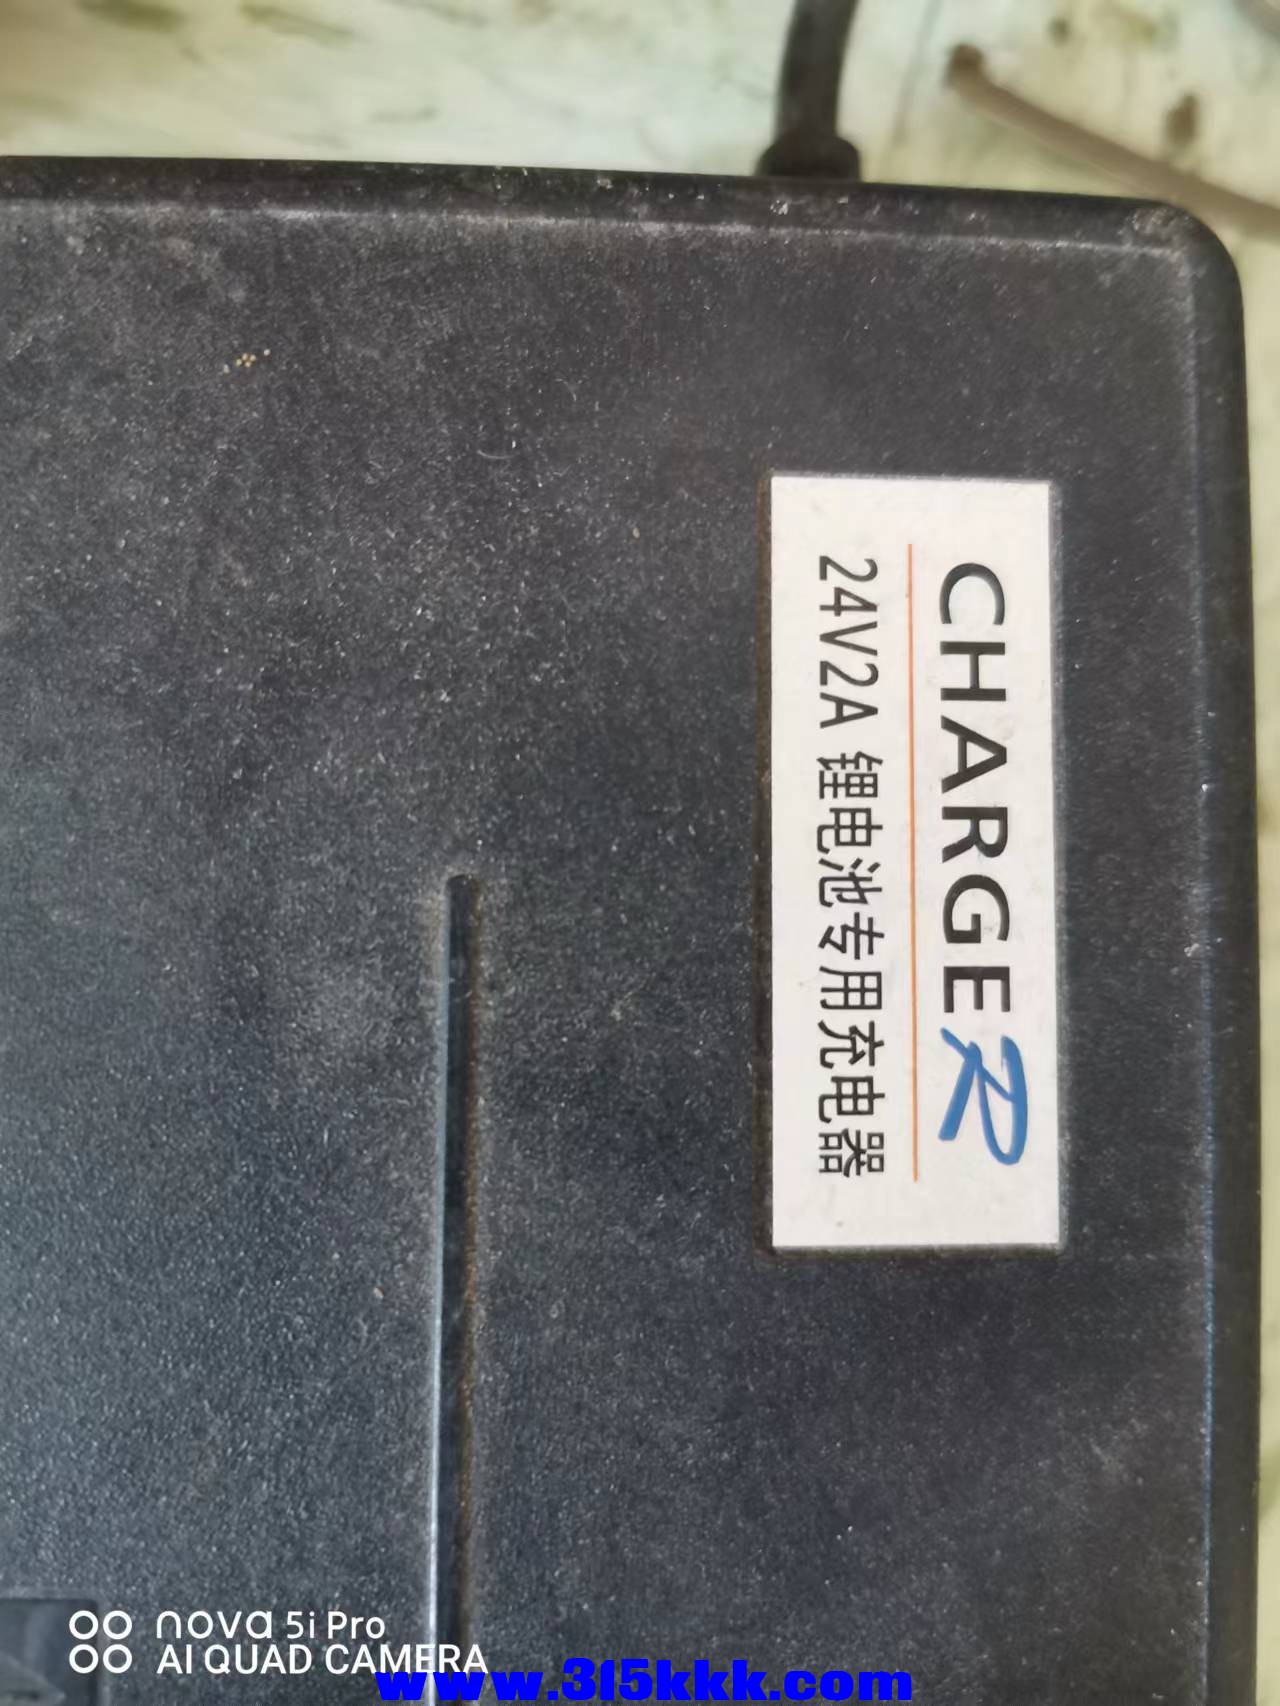 CHARGER
24V2A 锂电池专用充电器
nova 5i Pro
AI QUAD CAMERA
www.315kkk.com